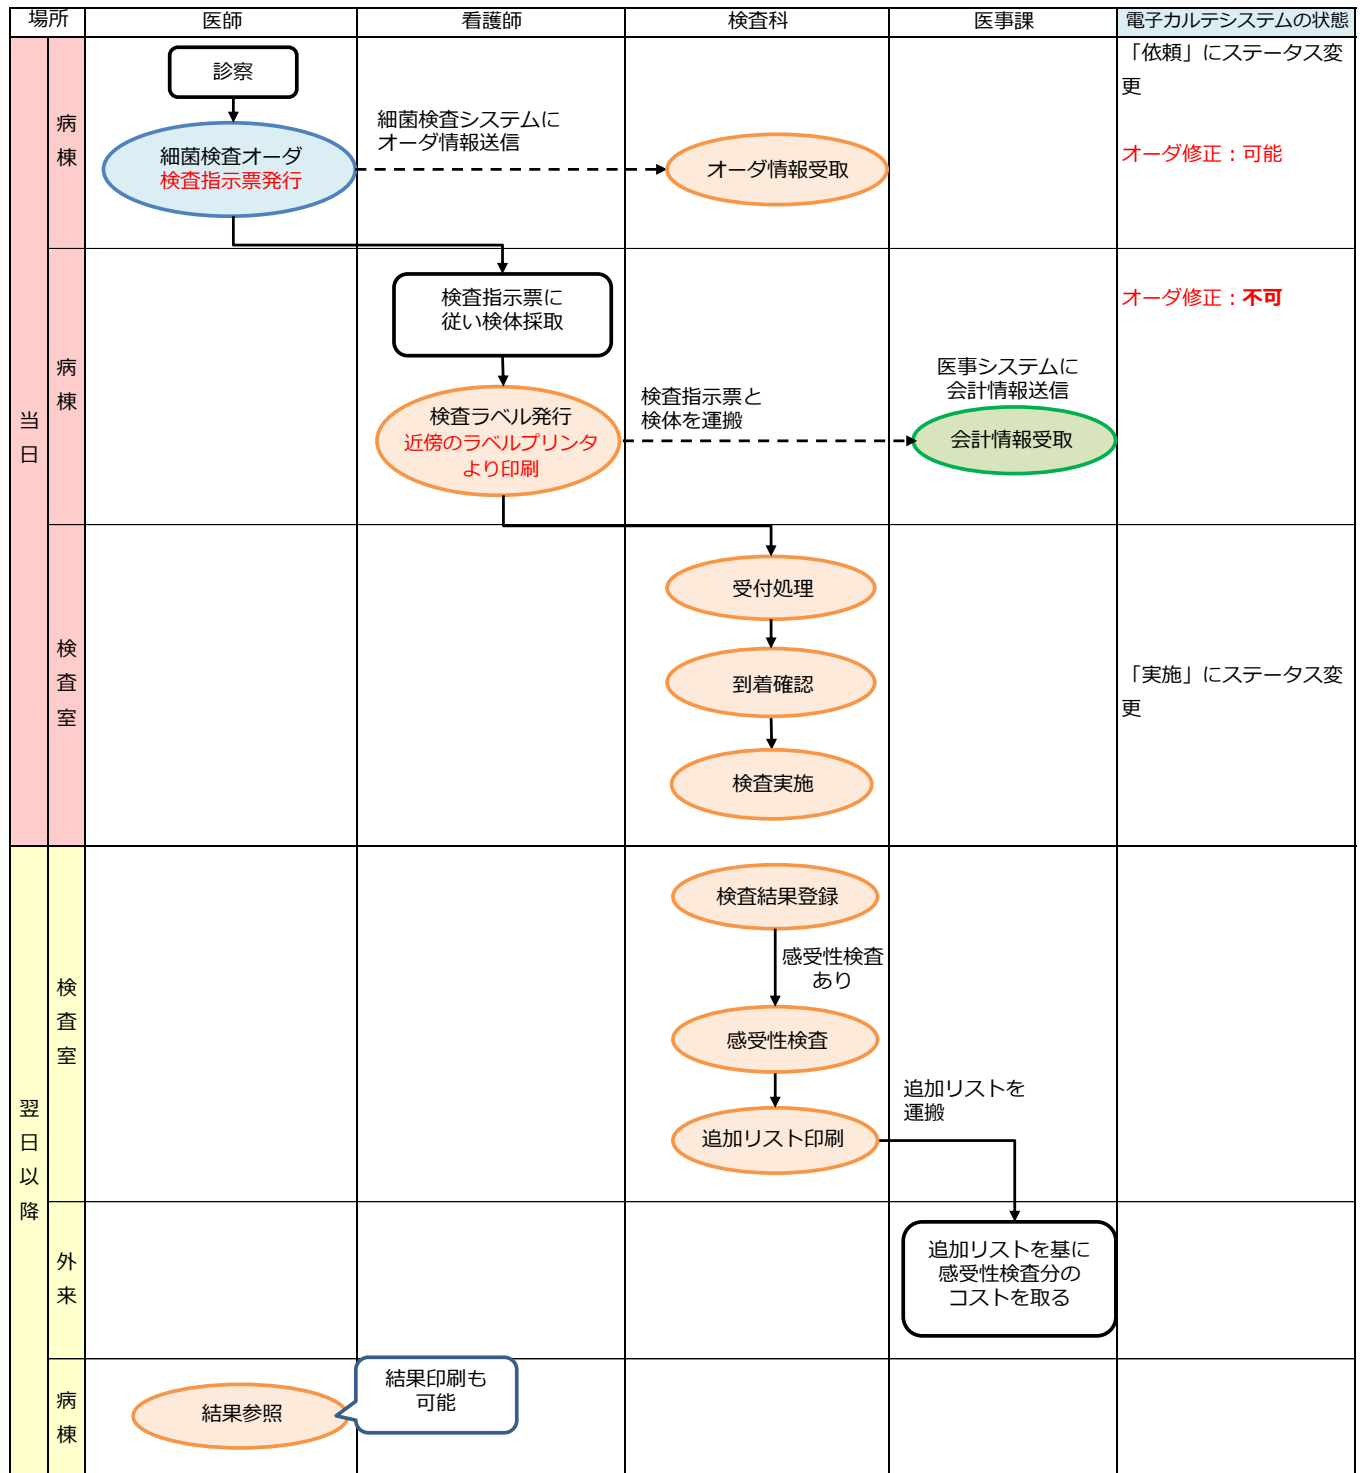 場所
医師
看護師
検査科
医事課
電子カルテシステムの状態
当日
病棟
診察
細菌検査オーダ
検査指示票発行
細菌検査システムに
オーダ情報送信
オーダ情報受取
「依頼」にステータス変
更
オーダ修正：可能
病棟
検査指示票に
従い検体採取
検査ラベル発行
近傍のラベルプリンタ
より印刷
検査指示票と
検体を運搬
医事システムに
会計情報送信
会計情報受取
オーダ修正：不可
検査室
受付処理
到着確認
検査実施
「実施」にステータス変
更
翌日以降
検査室
検査結果登録
感受性検査
あり
感受性検査
追加リスト印刷
追加リストを
運搬
外来
追加リストを基に
感受性検査分の
コストを取る
病棟
結果参照
結果印刷も
可能